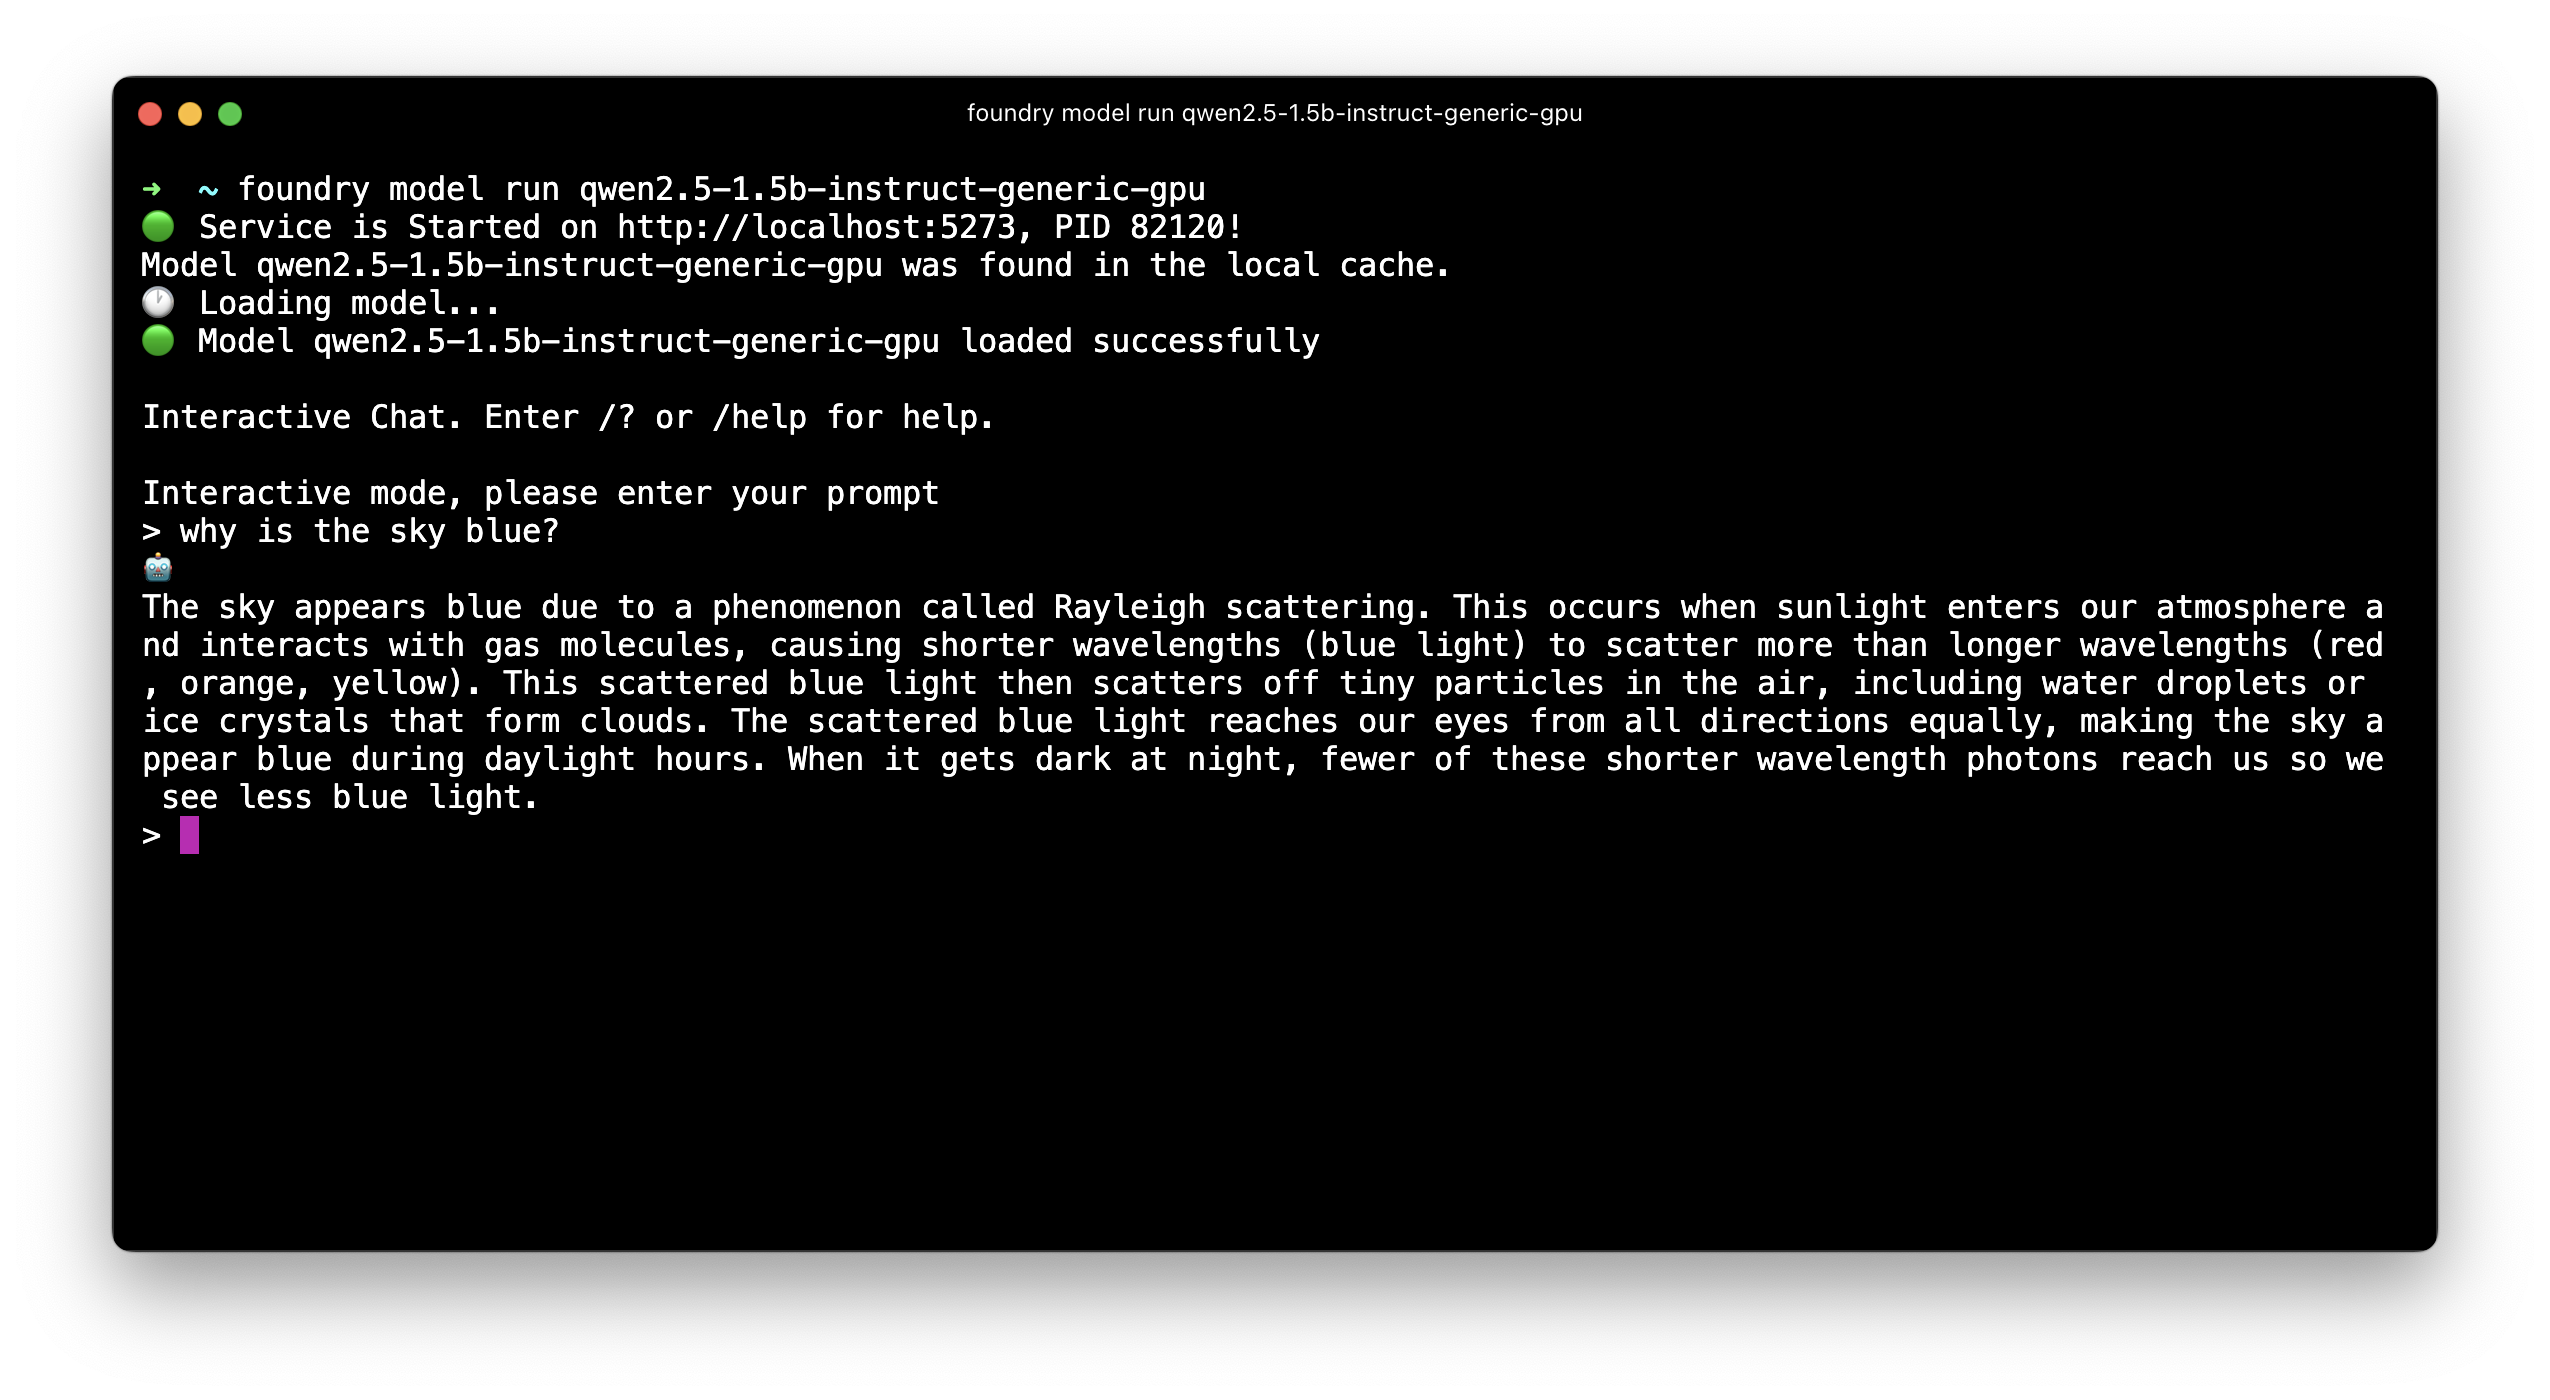 foundry model run qwen2.5-1.5b-instruct-generic-gpu
➜ ~ foundry model run qwen2.5-1.5b-instruct-generic-gpu
🟢 Service is Started on http://localhost:5273, PID 82120!
Model qwen2.5-1.5b-instruct-generic-gpu was found in the local cache.
🕐 Loading model...
🟢 Model qwen2.5-1.5b-instruct-generic-gpu loaded successfully
Interactive Chat. Enter /? or /help for help.
Interactive mode, please enter your prompt
> why is the sky blue?
🤖
The sky appears blue due to a phenomenon called Rayleigh scattering. This occurs when sunlight enters our atmosphere a
nd interacts with gas molecules, causing shorter wavelengths (blue light) to scatter more than longer wavelengths (red
, orange, yellow). This scattered blue light then scatters off tiny particles in the air, including water droplets or
ice crystals that form clouds. The scattered blue light reaches our eyes from all directions equally, making the sky a
ppear blue during daylight hours. When it gets dark at night, fewer of these shorter wavelength photons reach us so we
 see less blue light.
>